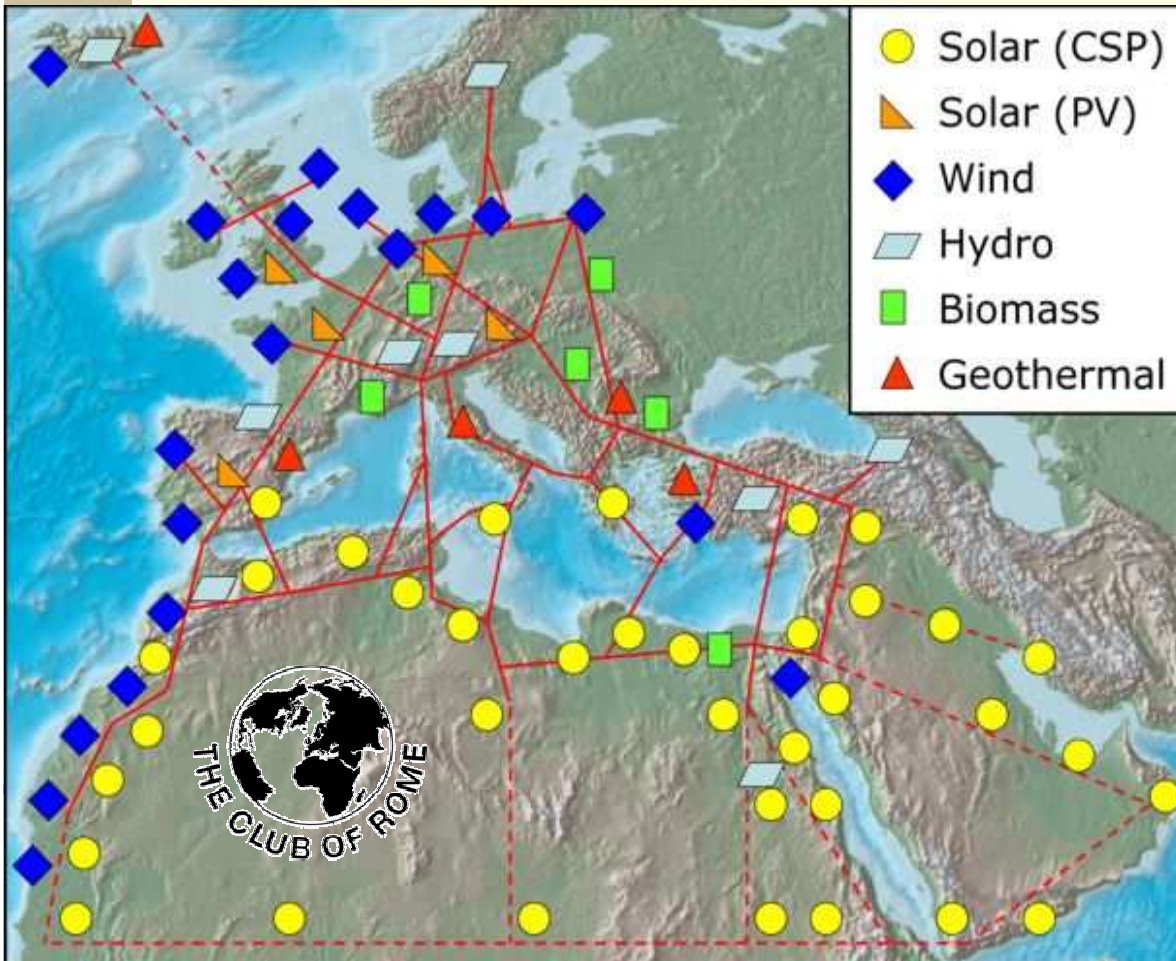 Solar (CSP)
Solar (PV)
Wind
Hydro
Biomass
Geothermal
THE CLUB OF ROME